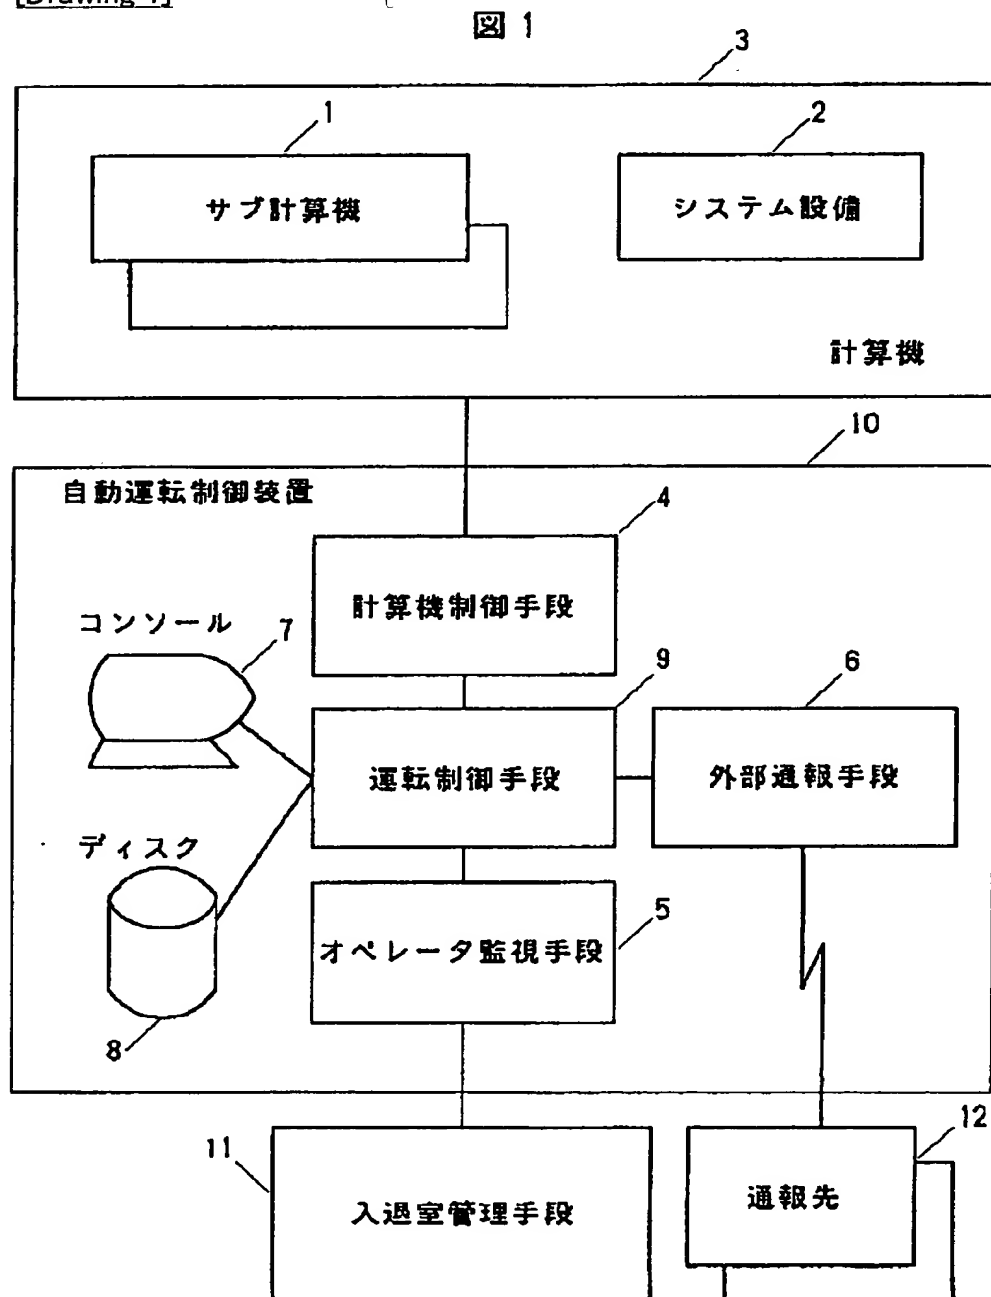 [Drawing 1]
図 1
3
1
2
サブ計算機
システム設備
計算機
10
自動運転制御装置
4
計算機制御手段
コンソール
7
9
6
運転制御手段
外部通報手段
ディスク
5
オペレータ監視手段
8
12
11
通報先
入退室管理手段